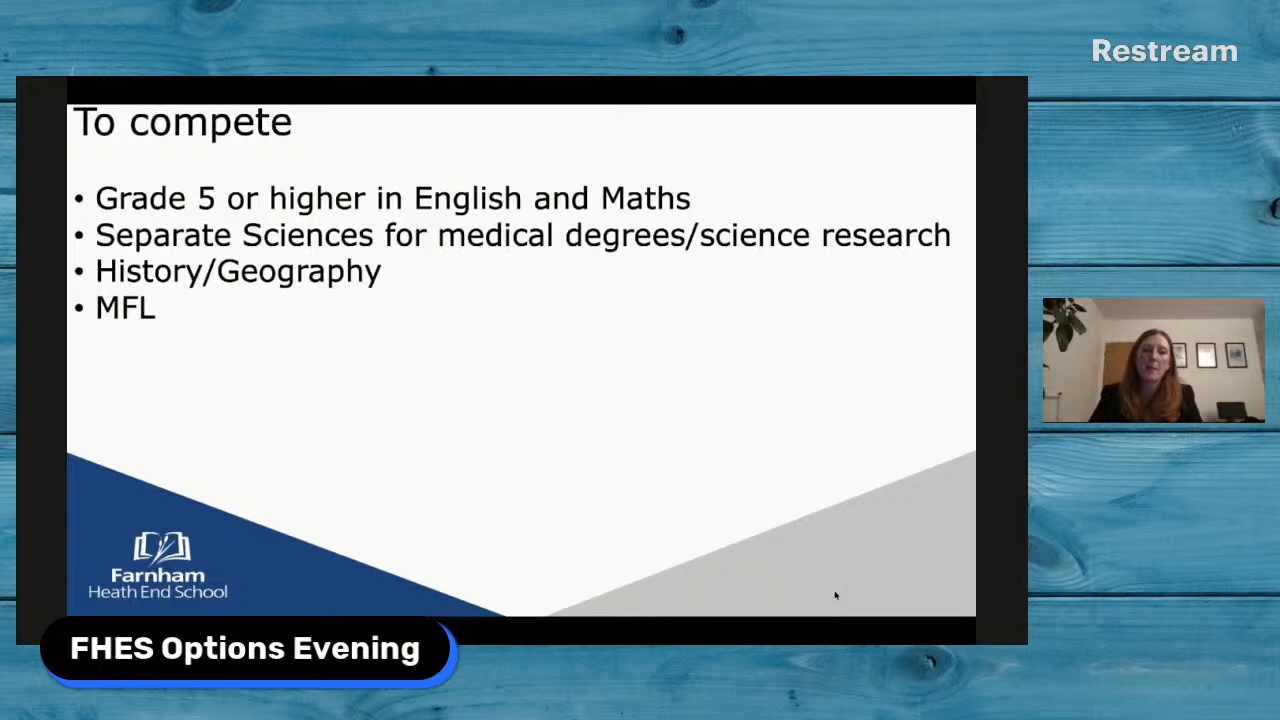 Restream
To compete
• Grade 5 or higher in English and Maths
• Separate Sciences for medical degrees/science research
• History/Geography
• MFL
Farnham
Heath End School
FHES Options Evening